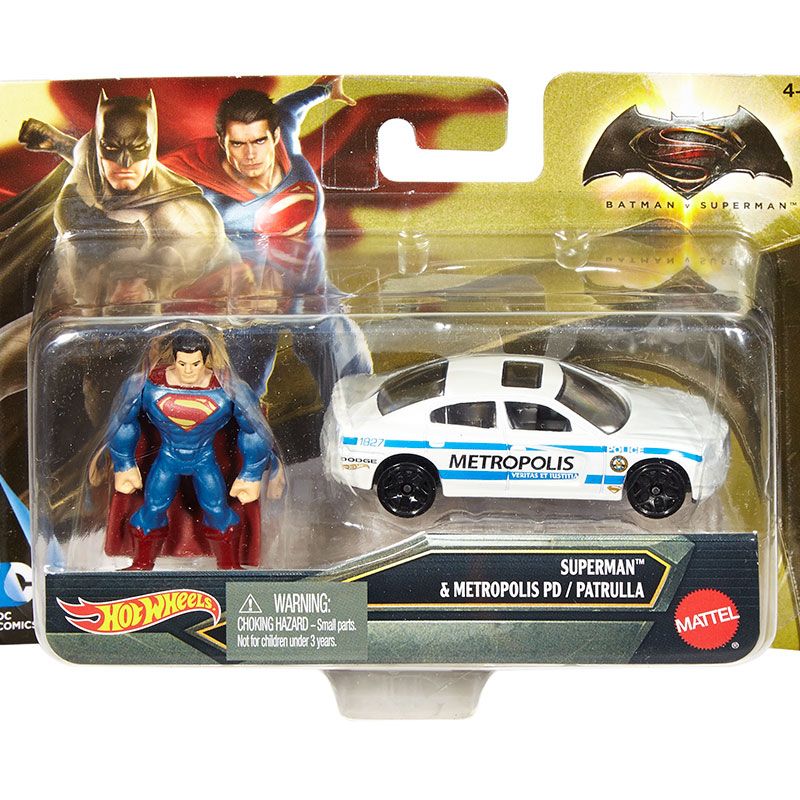 4-
BATMAN v SUPERMAN™
1827
DODGE
METROPOLIS
VERITAS ET IUSTITIA
POLICE
SUPERMAN™
& METROPOLIS PD / PATRULLA
HOT WHEELS
WARNING:
CHOKING HAZARD – Small parts.
Not for children under 3 years.
MATTEL
®
DC
COMICS